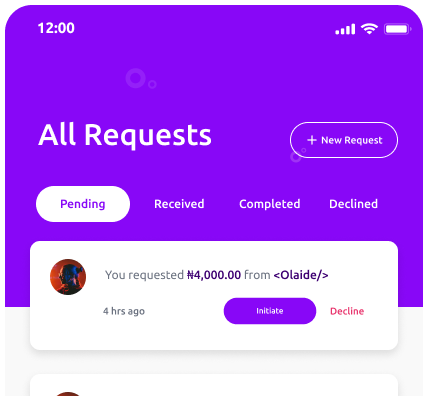 12:00
All Requests
+ New Request
Pending Received Completed Declined
You requested ₦4,000.00 from <Olaide/>
4 hrs ago Initiate Decline